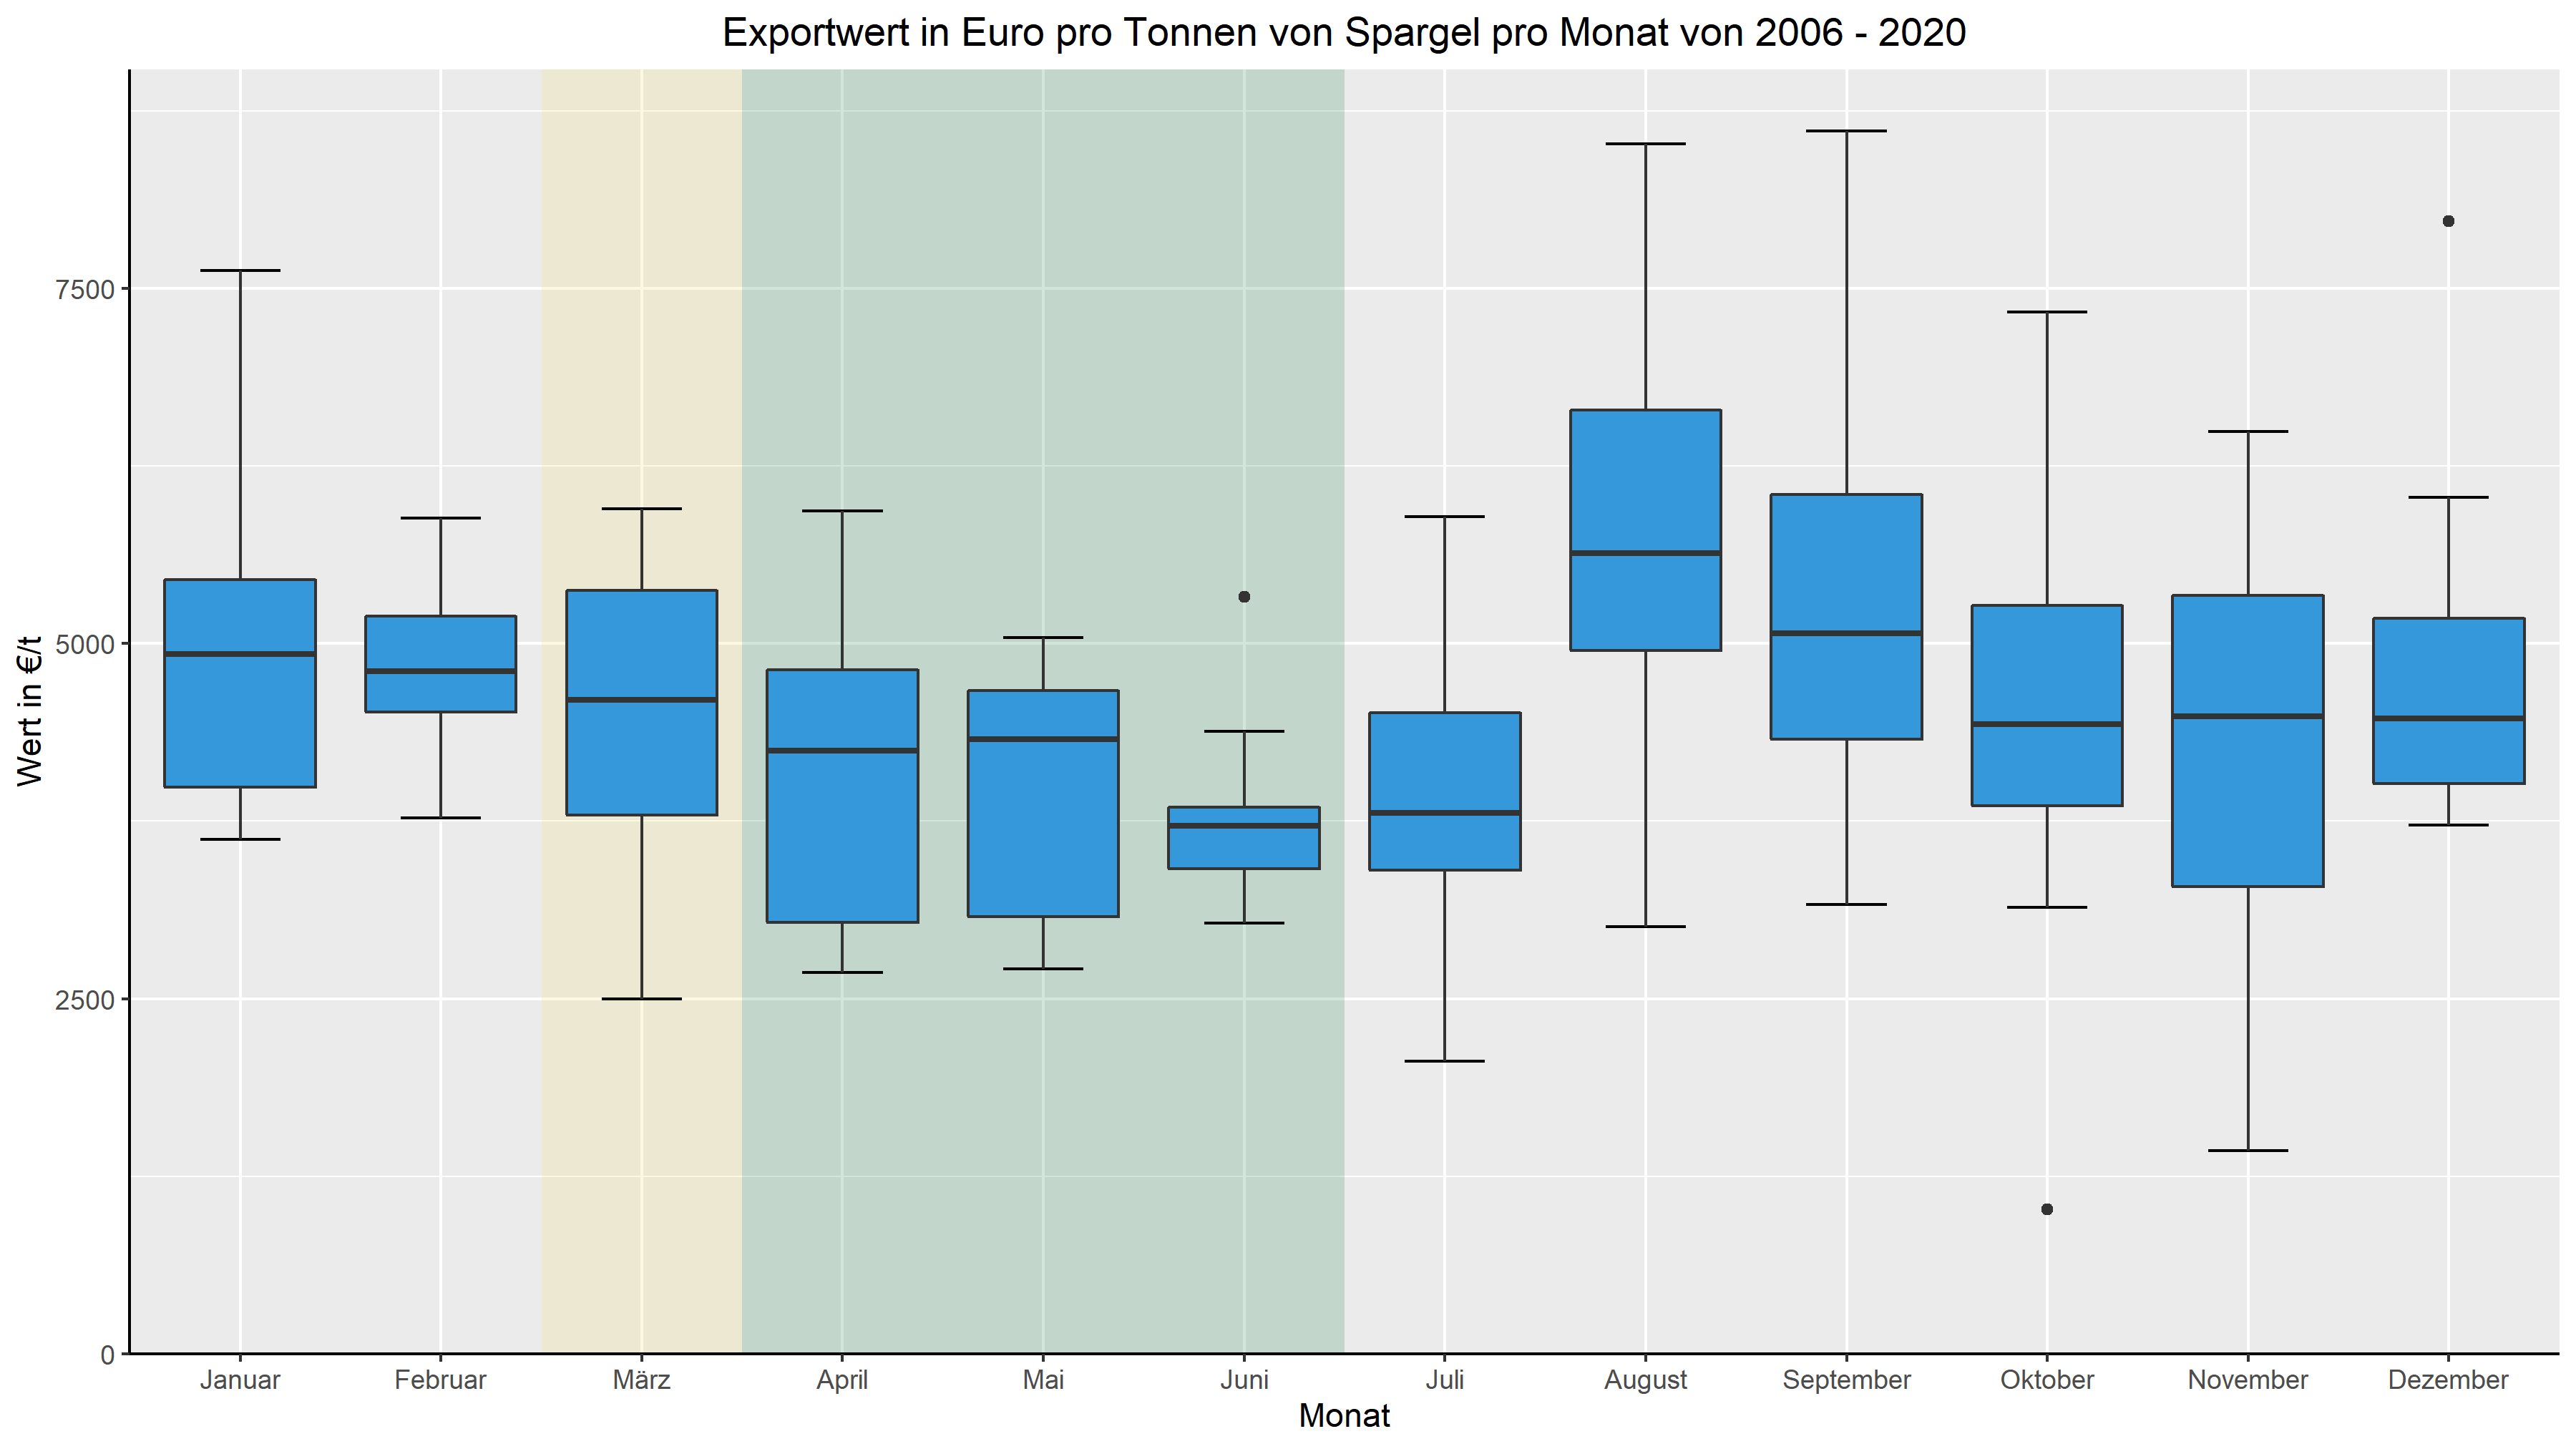 Exportwert in Euro pro Tonnen von Spargel pro Monat von 2006 - 2020
Wert in €/t
7500
5000
2500
0
Januar Februar März April Mai Juni Juli August September Oktober November Dezember
Monat